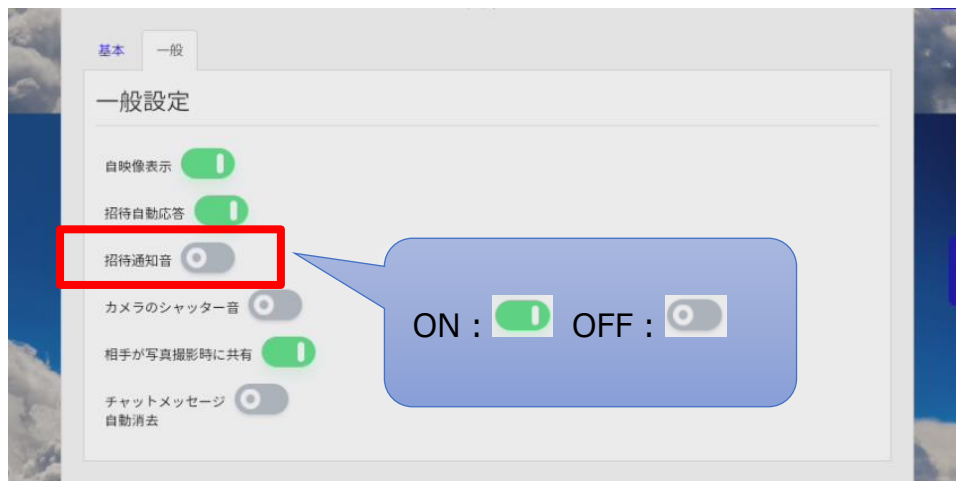 基本 一般
一般設定
自映像表示
招待自動応答
招待通知音
カメラのシャッター音
相手が写真撮影時に共有
チャットメッセージ
自動消去
ON： OFF：